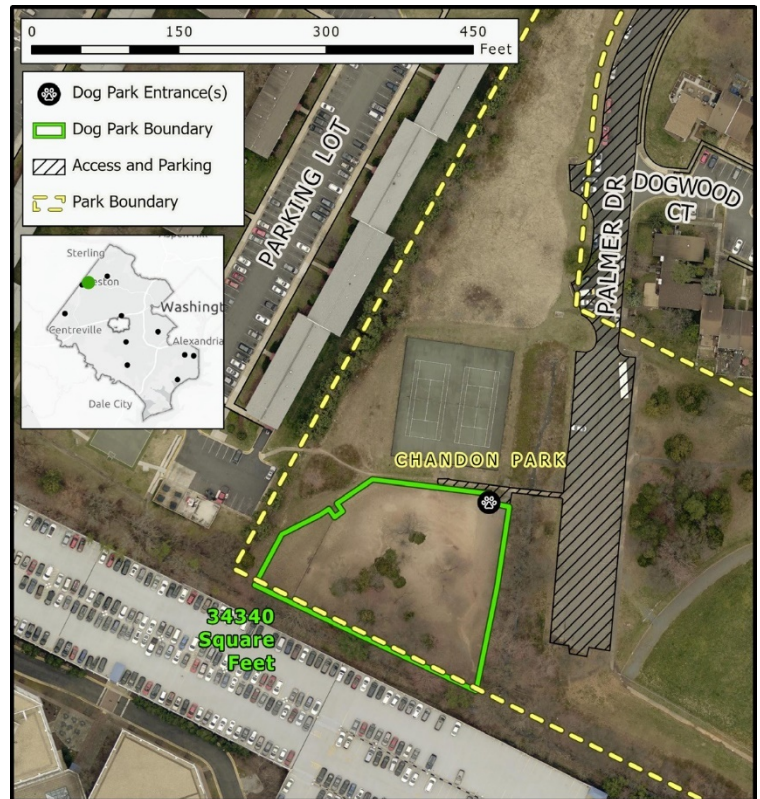 0 150 300 450
Feet
Dog Park Entrance(s)
Dog Park Boundary
Access and Parking
Park Boundary
Sterling
Washingt
Centreville
Alexandria
Dale City
PARKING LOT
PALMER DR
DOGWOOD
CT
CHANDON PARK
34340
Square
Feet